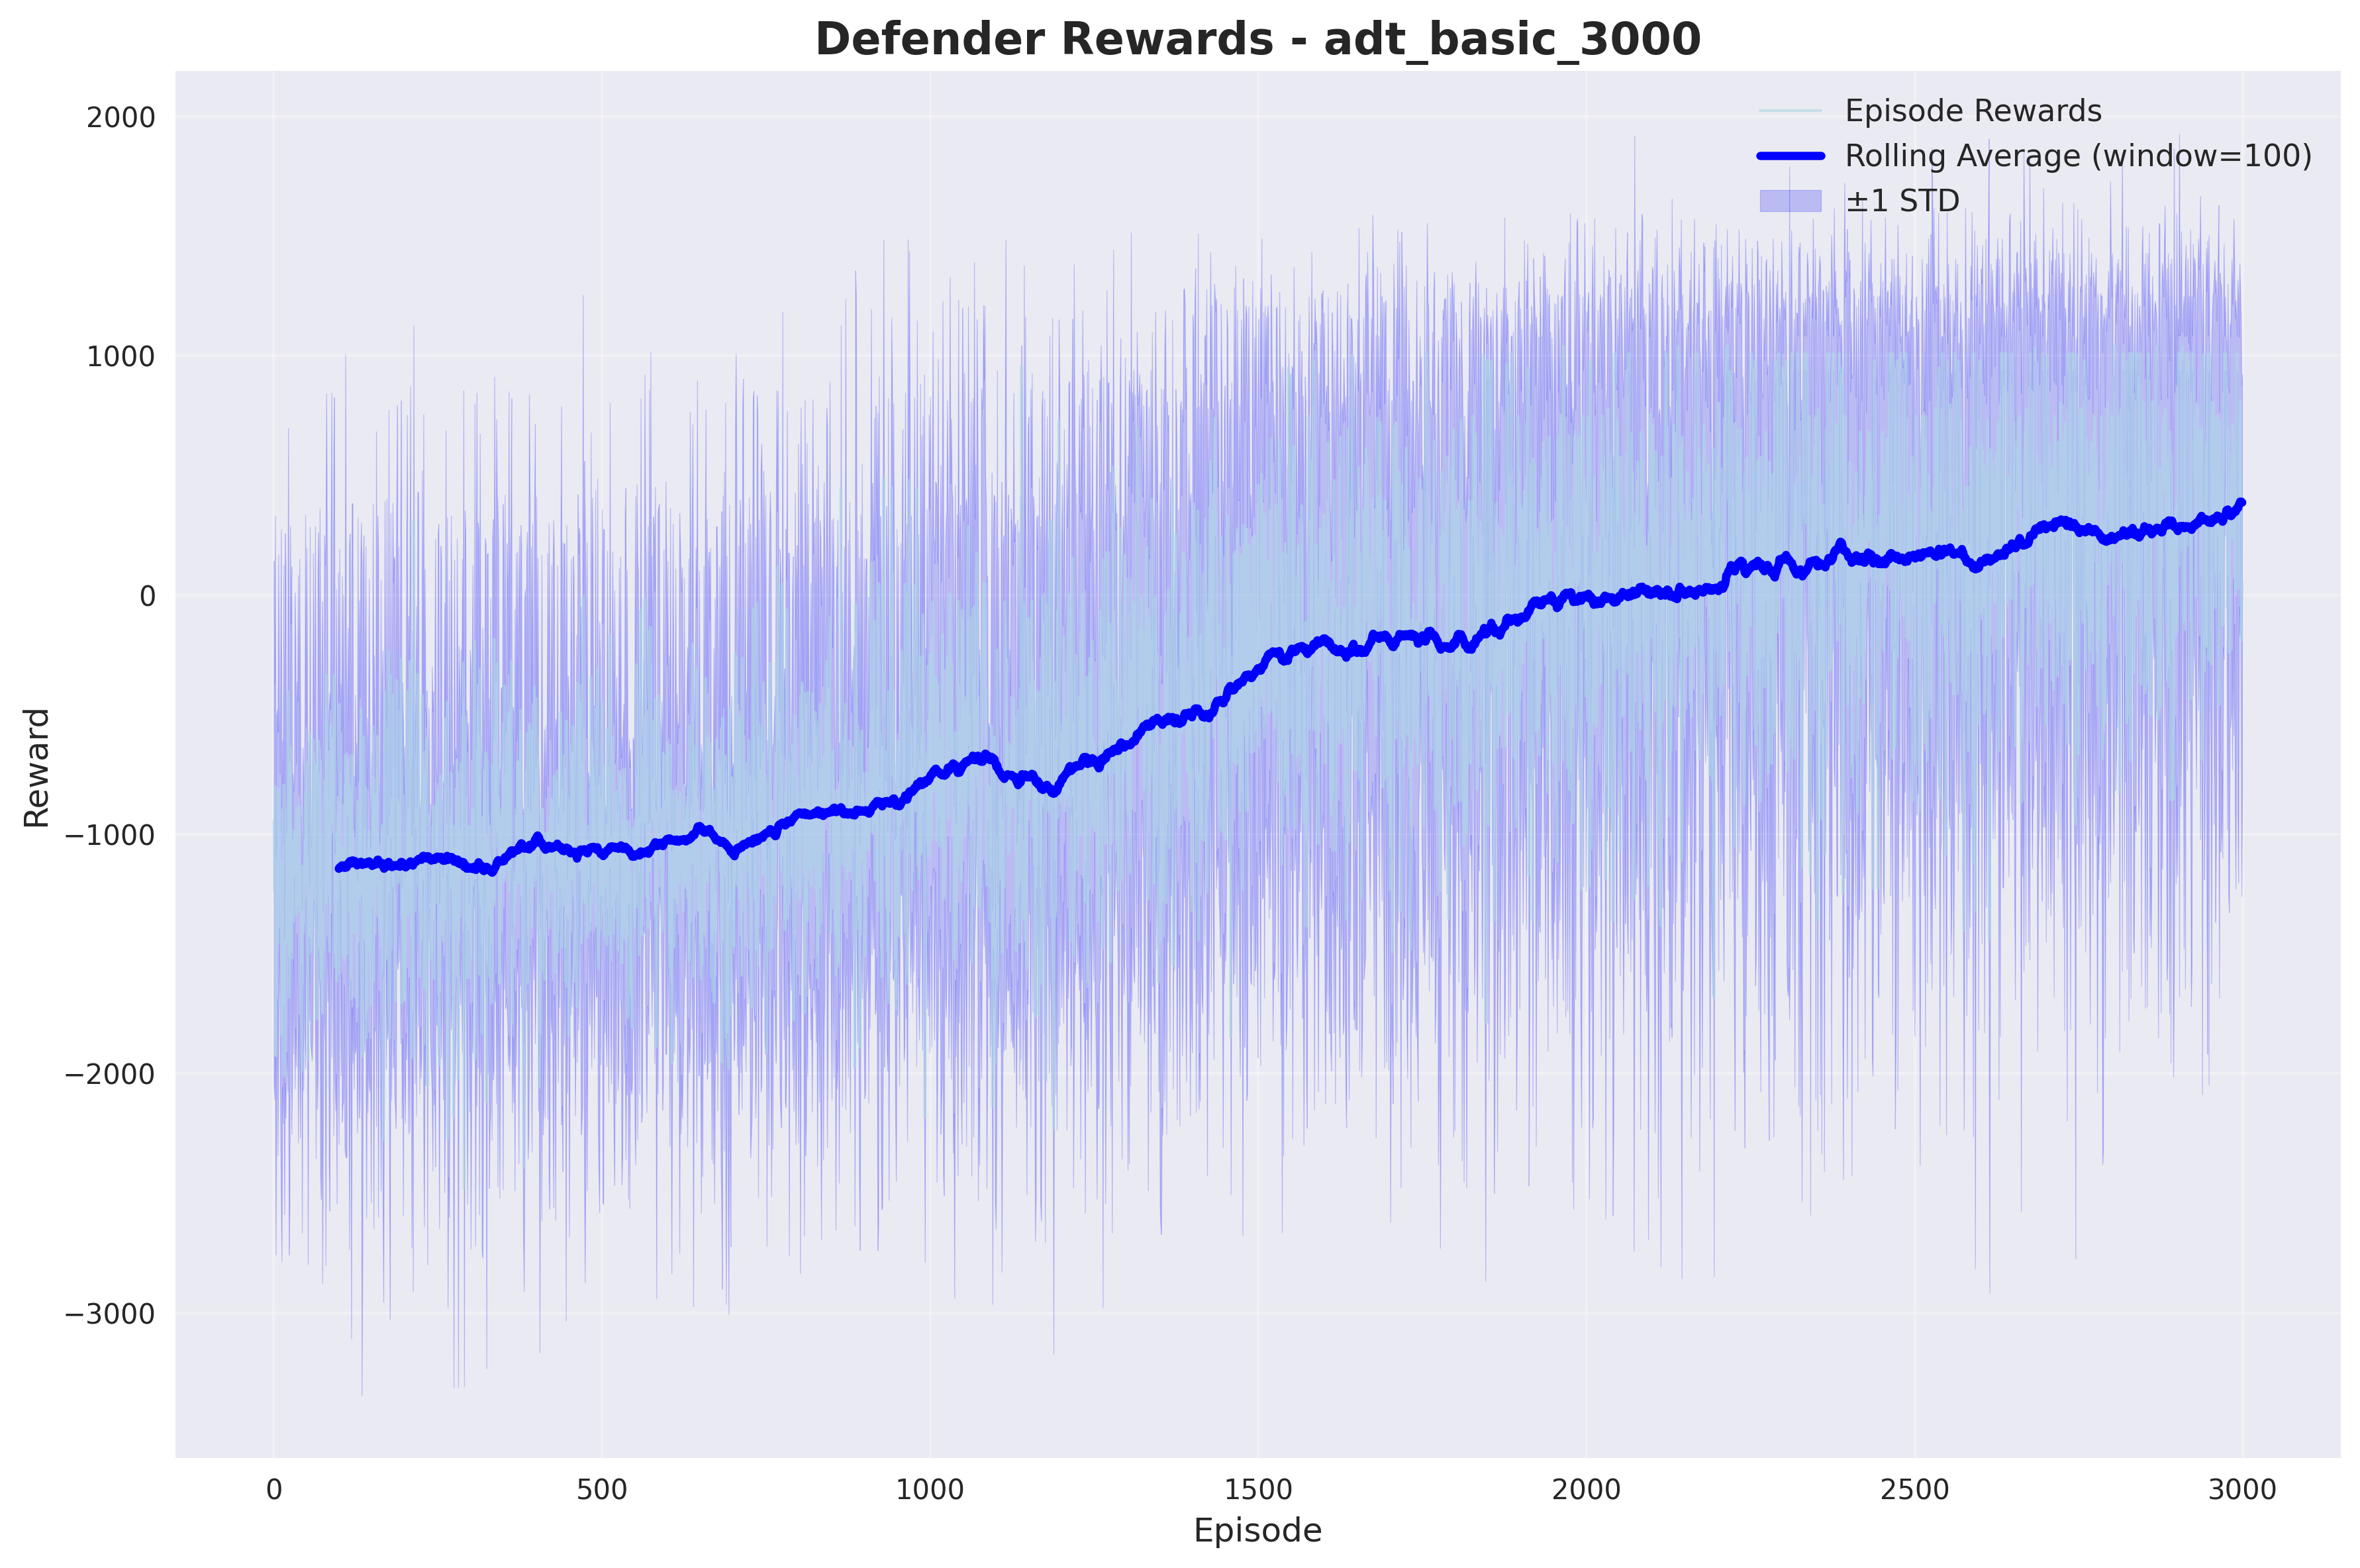 Defender Rewards - adt_basic_3000
Episode Rewards
Rolling Average (window=100)
±1 STD
2000
1000
0
−1000
−2000
−3000
Reward
0
500
1000
1500
2000
2500
3000
Episode